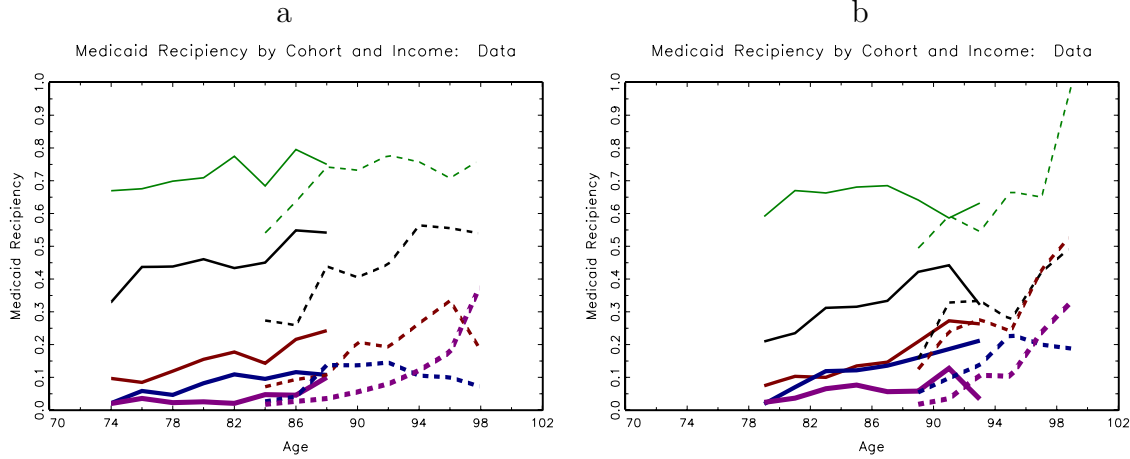 a
Medicaid Recipiency by Cohort and Income: Data
Medicaid Recipiency
1.0
0.9
0.8
0.7
0.6
0.5
0.4
0.3
0.2
0.1
0.0
70 74 78 82 86 90 94 98 102
Age
b
Medicaid Recipiency by Cohort and Income: Data
Medicaid Recipiency
1.0
0.9
0.8
0.7
0.6
0.5
0.4
0.3
0.2
0.1
0.0
70 74 78 82 86 90 94 98 102
Age